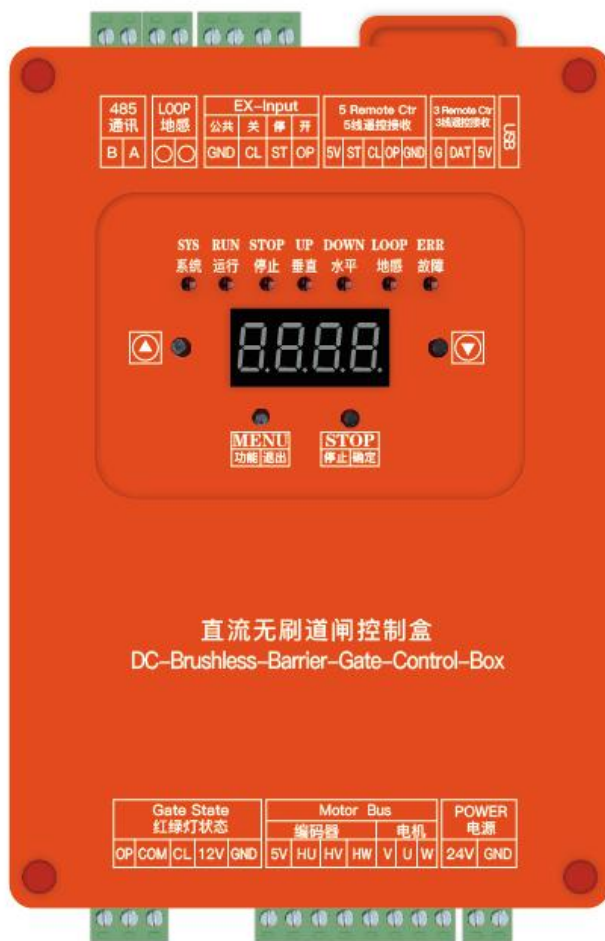 485
通讯
B A
LOOP
地感
EX-Input
公共 关 停 开
GND CL ST OP
5 Remote Ctr
5线遥控接收
5V ST CL OP GND
3 Remote Ctr
3线遥控接收
G DAT 5V
USB
SYS RUN STOP UP DOWN LOOP ERR
系统 运行 停止 垂直 水平 地感 故障
8.8.8.8.
MENU
功能 退出
STOP
停止 确定
直流无刷道闸控制盒
DC-Brushless-Barrier-Gate-Control-Box
Gate State
红绿灯状态
OP COM CL 12V GND
Motor Bus
编码器 电机
5V HU HV HW V U W
POWER
电源
24V GND